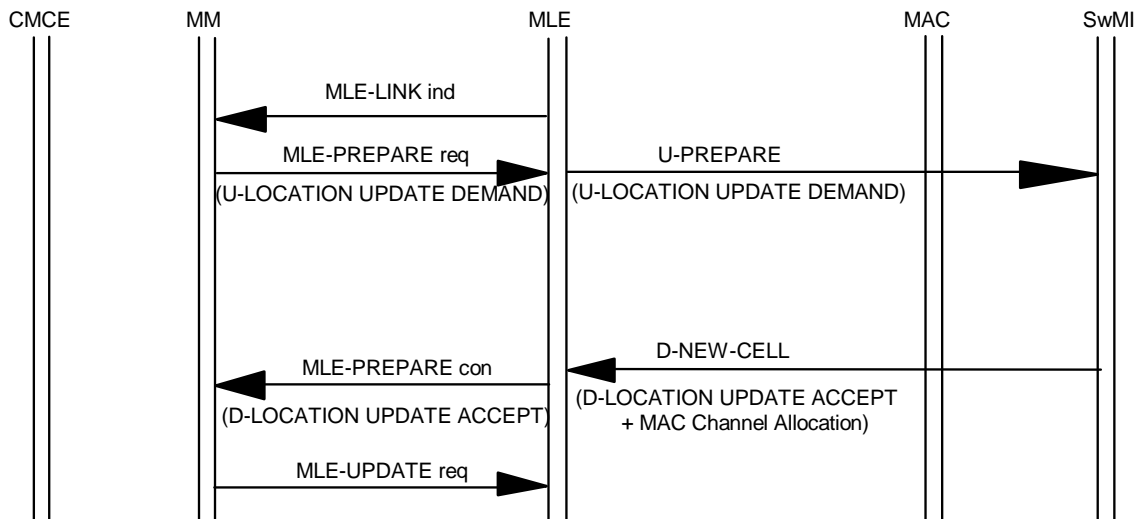 CMCE MM MLE MAC SwMI
MLE-LINK ind
MLE-PREPARE req U-PREPARE
(U-LOCATION UPDATE DEMAND) (U-LOCATION UPDATE DEMAND)
D-NEW-CELL
MLE-PREPARE con
(D-LOCATION UPDATE ACCEPT
(D-LOCATION UPDATE ACCEPT)
+ MAC Channel Allocation)
MLE-UPDATE req